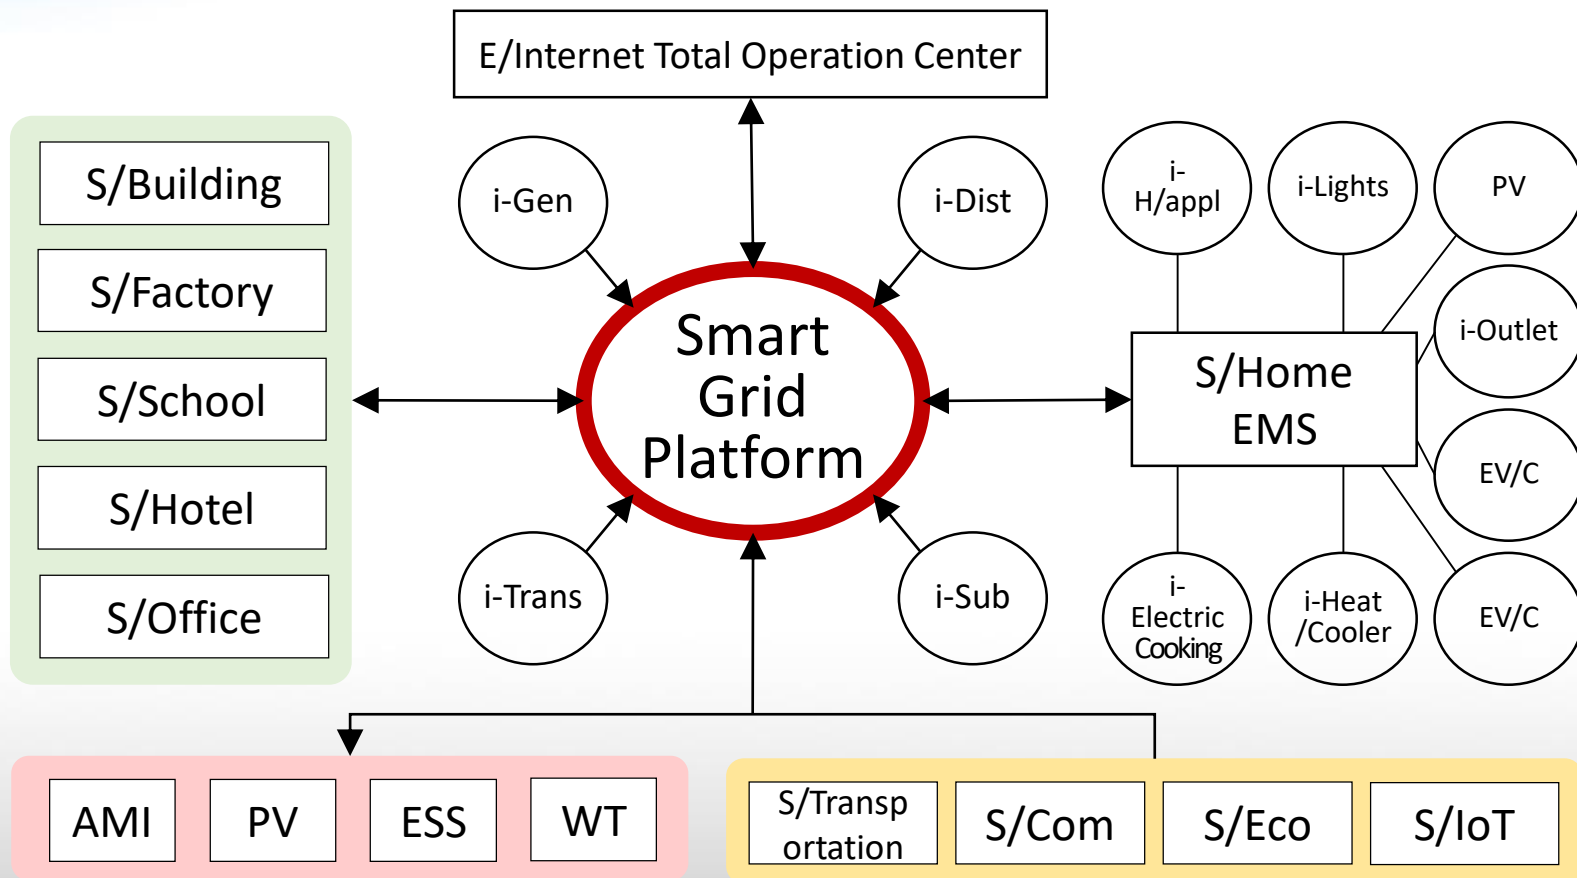 E/Internet Total Operation Center
S/Building
S/Factory
S/School
S/Hotel
S/Office
i-Gen
i-Dist
Smart
Grid
Platform
i-Trans
i-Sub
i-
H/appl
i-Lights
PV
i-Outlet
S/Home
EMS
EV/C
i-
Electric
Cooking
i-Heat
/Cooler
EV/C
AMI
PV
ESS
WT
S/Transp
ortation
S/Com
S/Eco
S/IoT